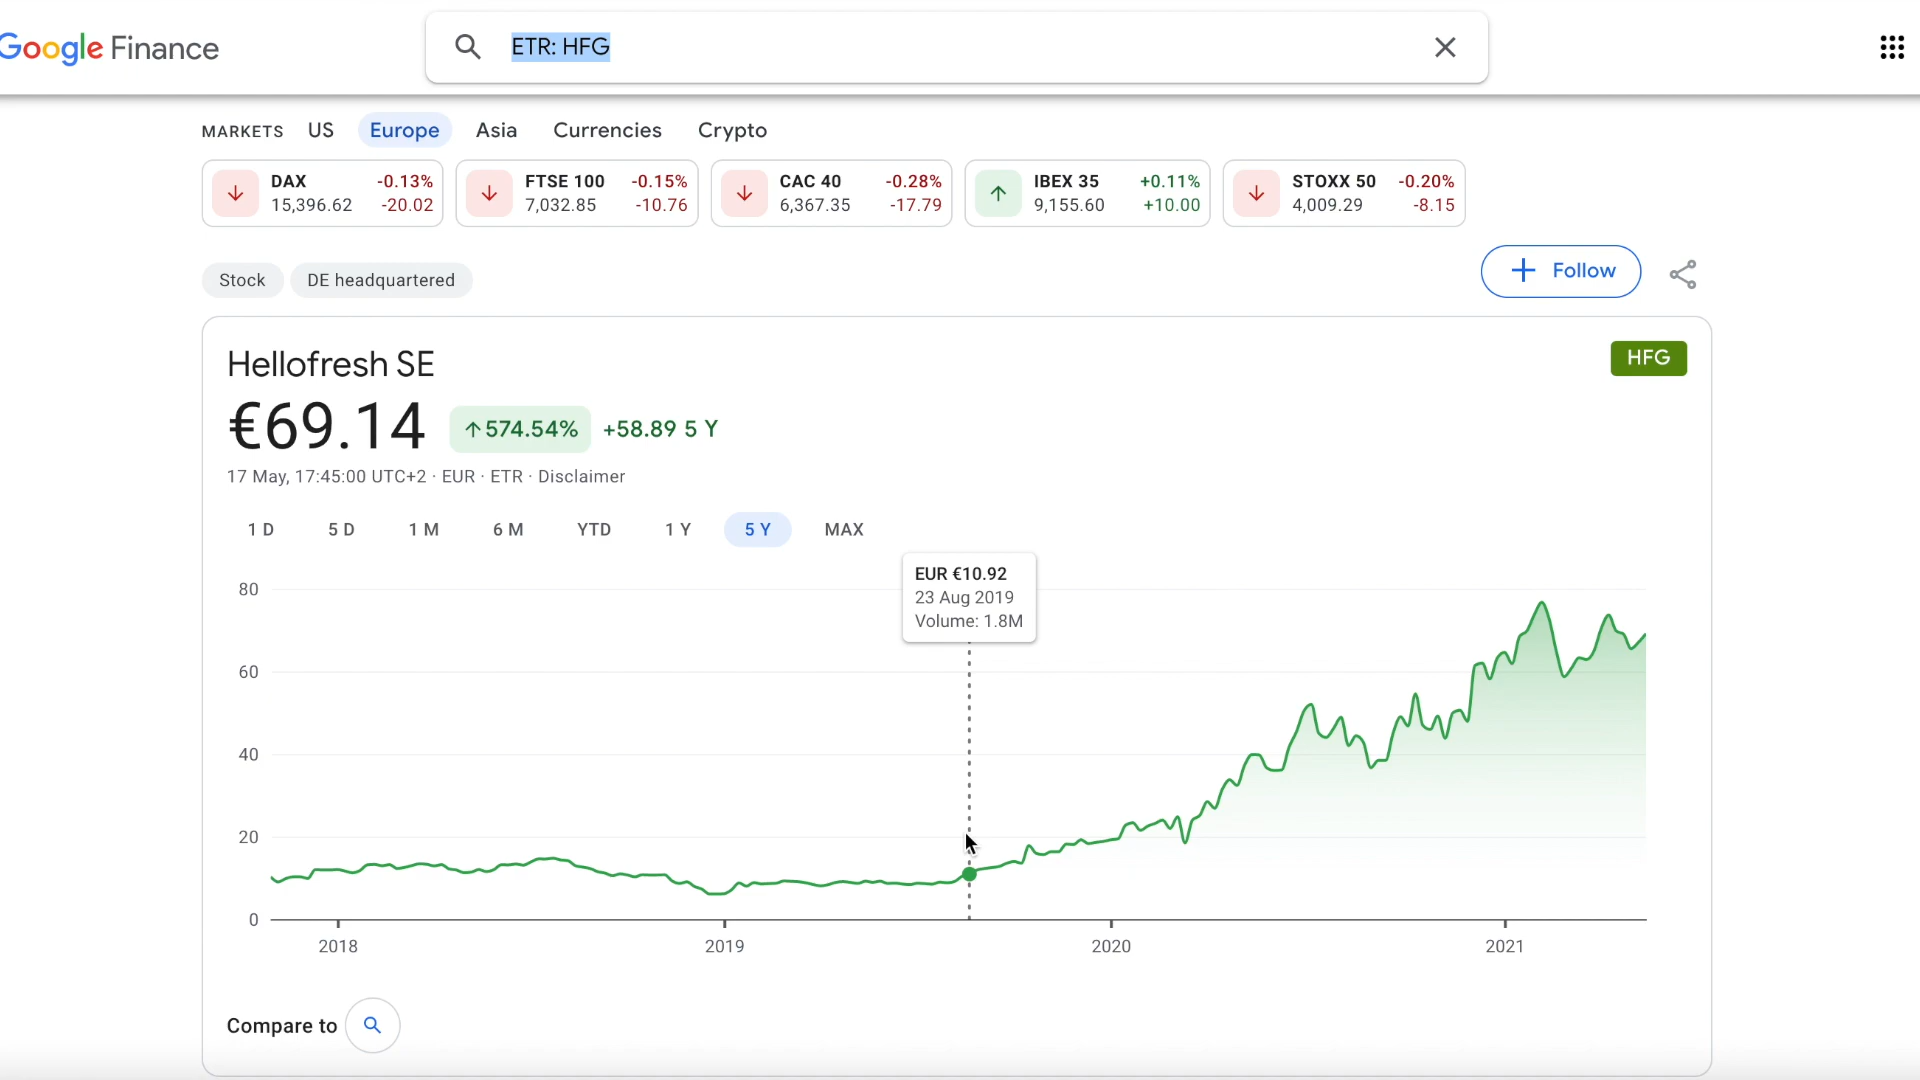 Google Finance
ETR: HFG
MARKETS US Europe Asia Currencies Crypto
DAX -0.13%
15,396.62 -20.02
FTSE 100 -0.15%
7,032.85 -10.76
CAC 40 -0.28%
6,367.35 -17.79
IBEX 35 +0.11%
9,155.60 +10.00
STOXX 50 -0.20%
4,009.29 -8.15
Stock DE headquartered
Follow
Hellofresh SE
HFG
€69.14 574.54% +58.89 5 Y
17 May, 17:45:00 UTC+2 · EUR · ETR · Disclaimer
1 D 5 D 1 M 6 M YTD 1 Y 5 Y MAX
EUR €10.92
23 Aug 2019
Volume: 1.8M
80
60
40
20
0
2018 2019 2020 2021
Compare to